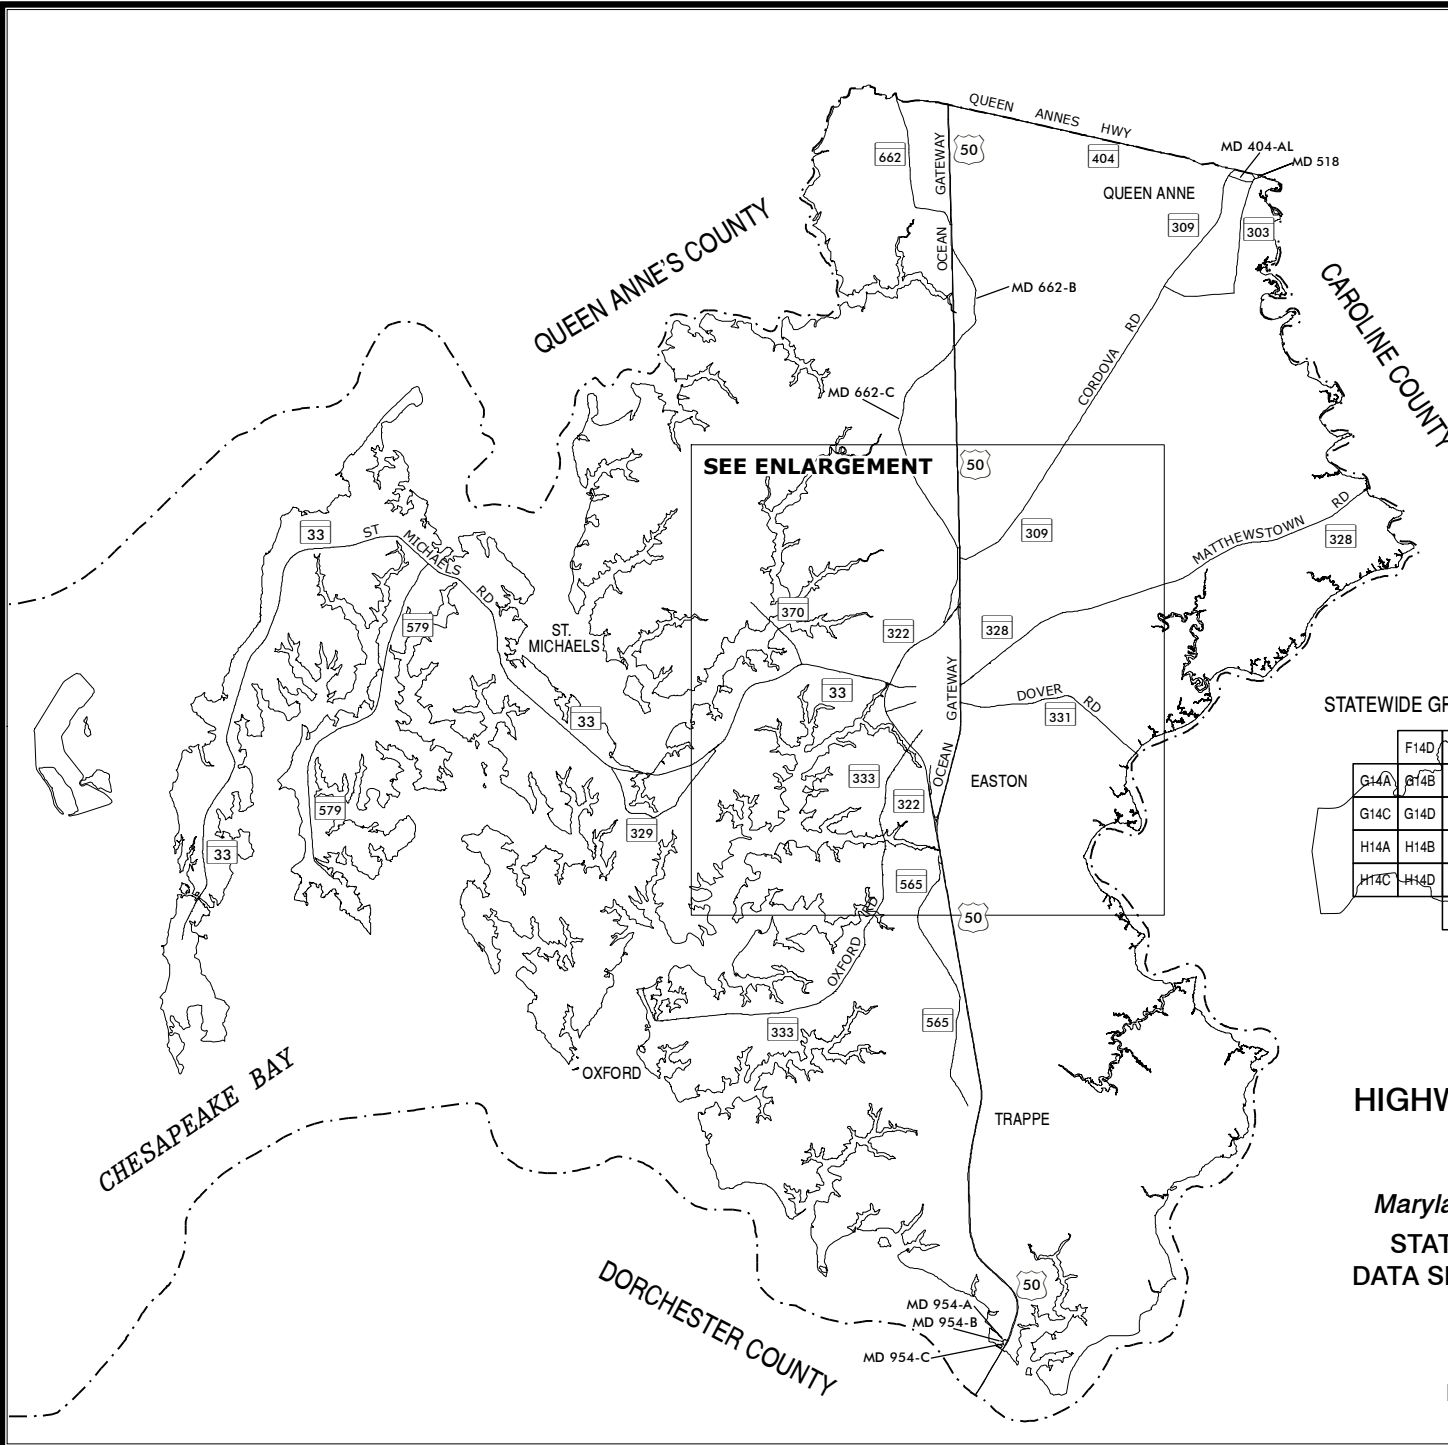 QUEEN ANNES HWY
662
GATEWAY
50
404
MD 404-AL
MD 518
QUEEN ANNE
309
303
OCEAN
QUEEN ANNE'S COUNTY
MD 662-B
CAROLINE COUNTY
CORDOVA RD
MD 662-C
SEE ENLARGEMENT
50
33
ST MICHAELS RD
309
MATTHEWSTOWN RD
328
370
579
ST.
MICHAELS
322
328
GATEWAY
33
33
DOVER RD
331
STATEWIDE GR
F14D
G14A
G14B
G14C
G14D
H14A
H14B
H14C
H14D
OCEAN
EASTON
333
322
579
329
33
565
50
OXFORD RD
333
565
OXFORD
CHESAPEAKE BAY
TRAPPE
HIGHW
Maryla
STAT
DATA SI
50
DORCHESTER COUNTY
MD 954-A
MD 954-B
MD 954-C